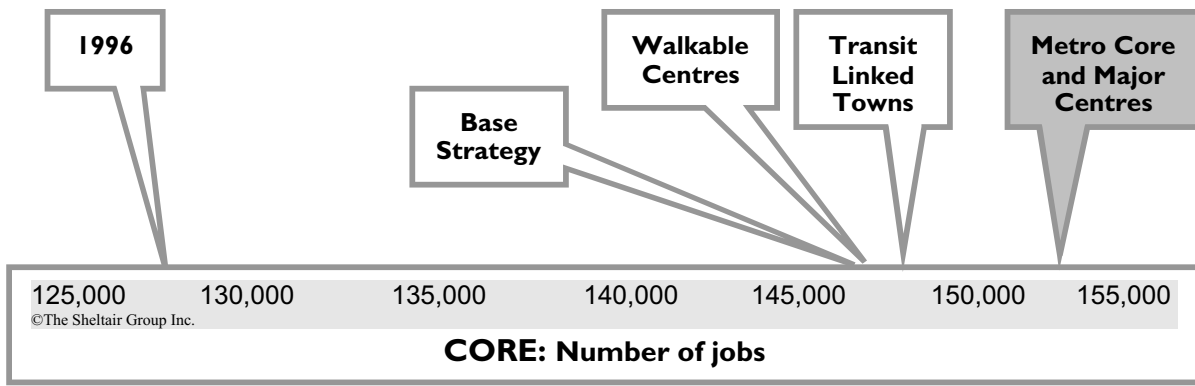 1996
Base
Strategy
Walkable
Centres
Transit
Linked
Towns
Metro Core
and Major
Centres
125,000 130,000 135,000 140,000 145,000 150,000 155,000
©The Sheltair Group Inc.
CORE: Number of jobs